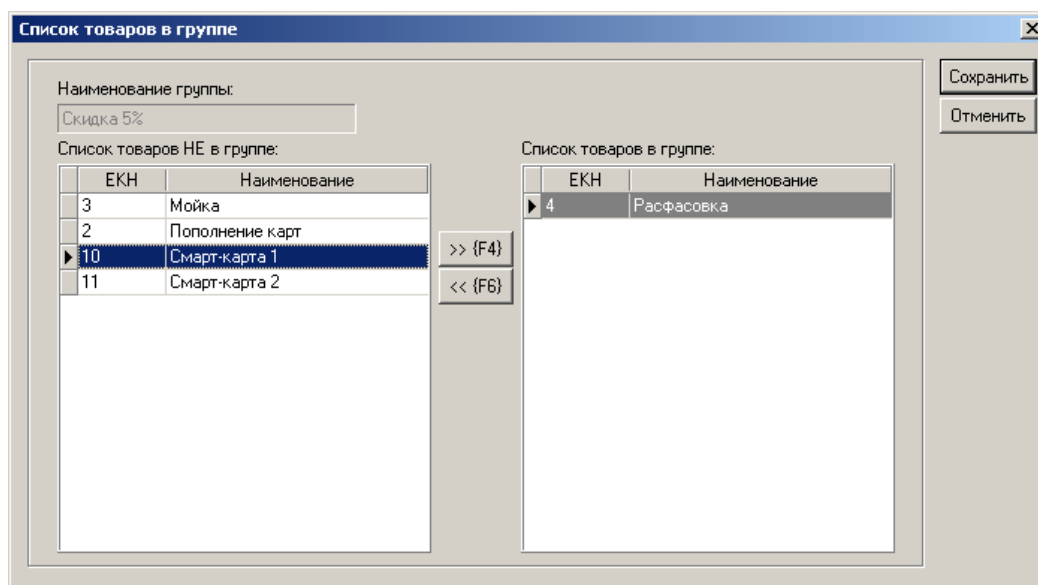 Список товаров в группе
Сохранить
Отменить
Наименование группы:
Скидка 5%
Список товаров НЕ в группе:
ЕКН Наименование
3 Мойка
2 Пополнение карт
10 Смарт-карта 1
11 Смарт-карта 2
>> {F4}
<< {F6}
Список товаров в группе:
ЕКН Наименование
4 Расфасовка